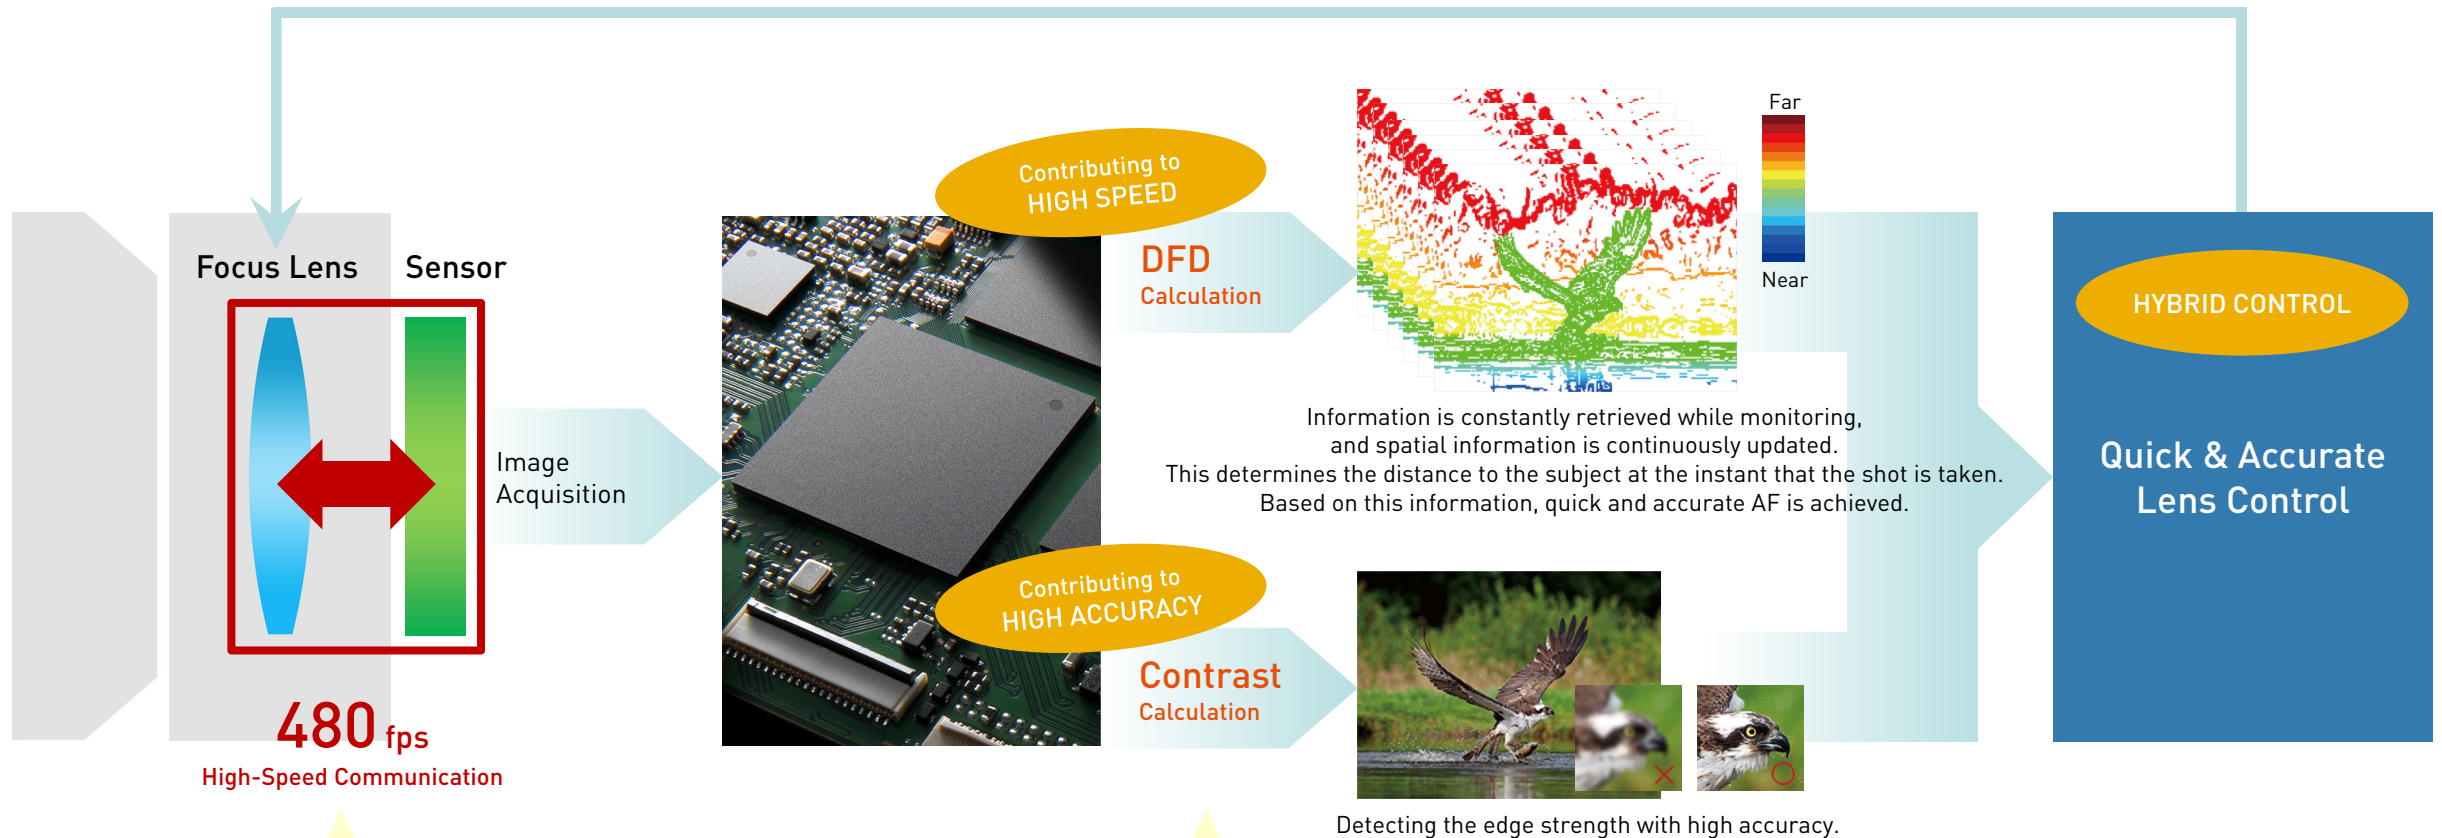 Focus Lens
Sensor
480 fps
High-Speed Communication
Image
Acquisition
Contributing to
HIGH SPEED
DFD
Calculation
Far
Near
Information is constantly retrieved while monitoring,
and spatial information is continuously updated.
This determines the distance to the subject at the instant that the shot is taken.
Based on this information, quick and accurate AF is achieved.
Contributing to
HIGH ACCURACY
Contrast
Calculation
Detecting the edge strength with high accuracy.
HYBRID CONTROL
Quick & Accurate
Lens Control